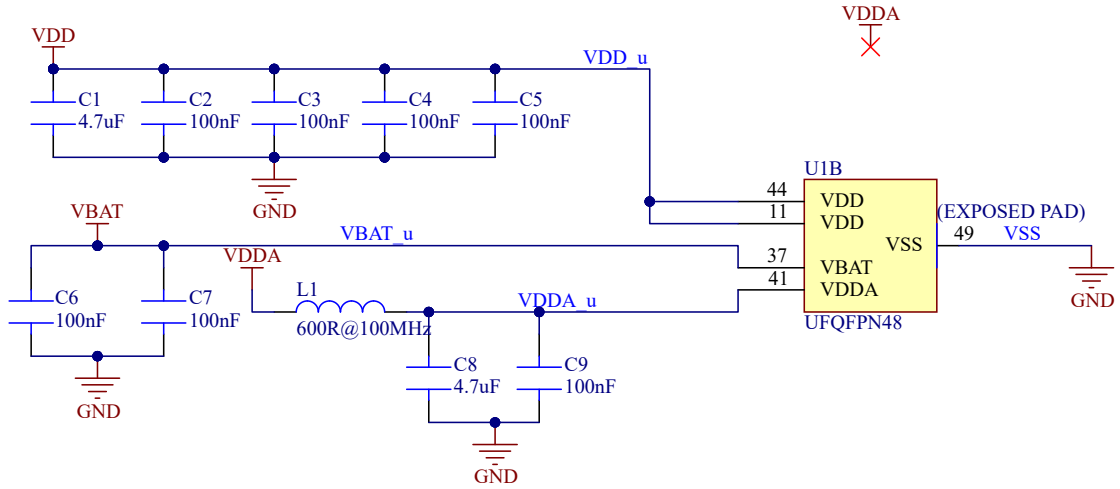 VDDA
VDD
VDD_u
C1
4.7uF
C2
100nF
C3
100nF
C4
100nF
C5
100nF
GND
U1B
44
VDD
11
VDD
(EXPOSED PAD)
VSS
49
VSS
37
VBAT
41
VDDA
UFQFPN48
GND
VBAT
VBAT_u
VDDA
C6
100nF
C7
100nF
L1
600R@100MHz
VDDA_u
GND
C8
4.7uF
C9
100nF
GND